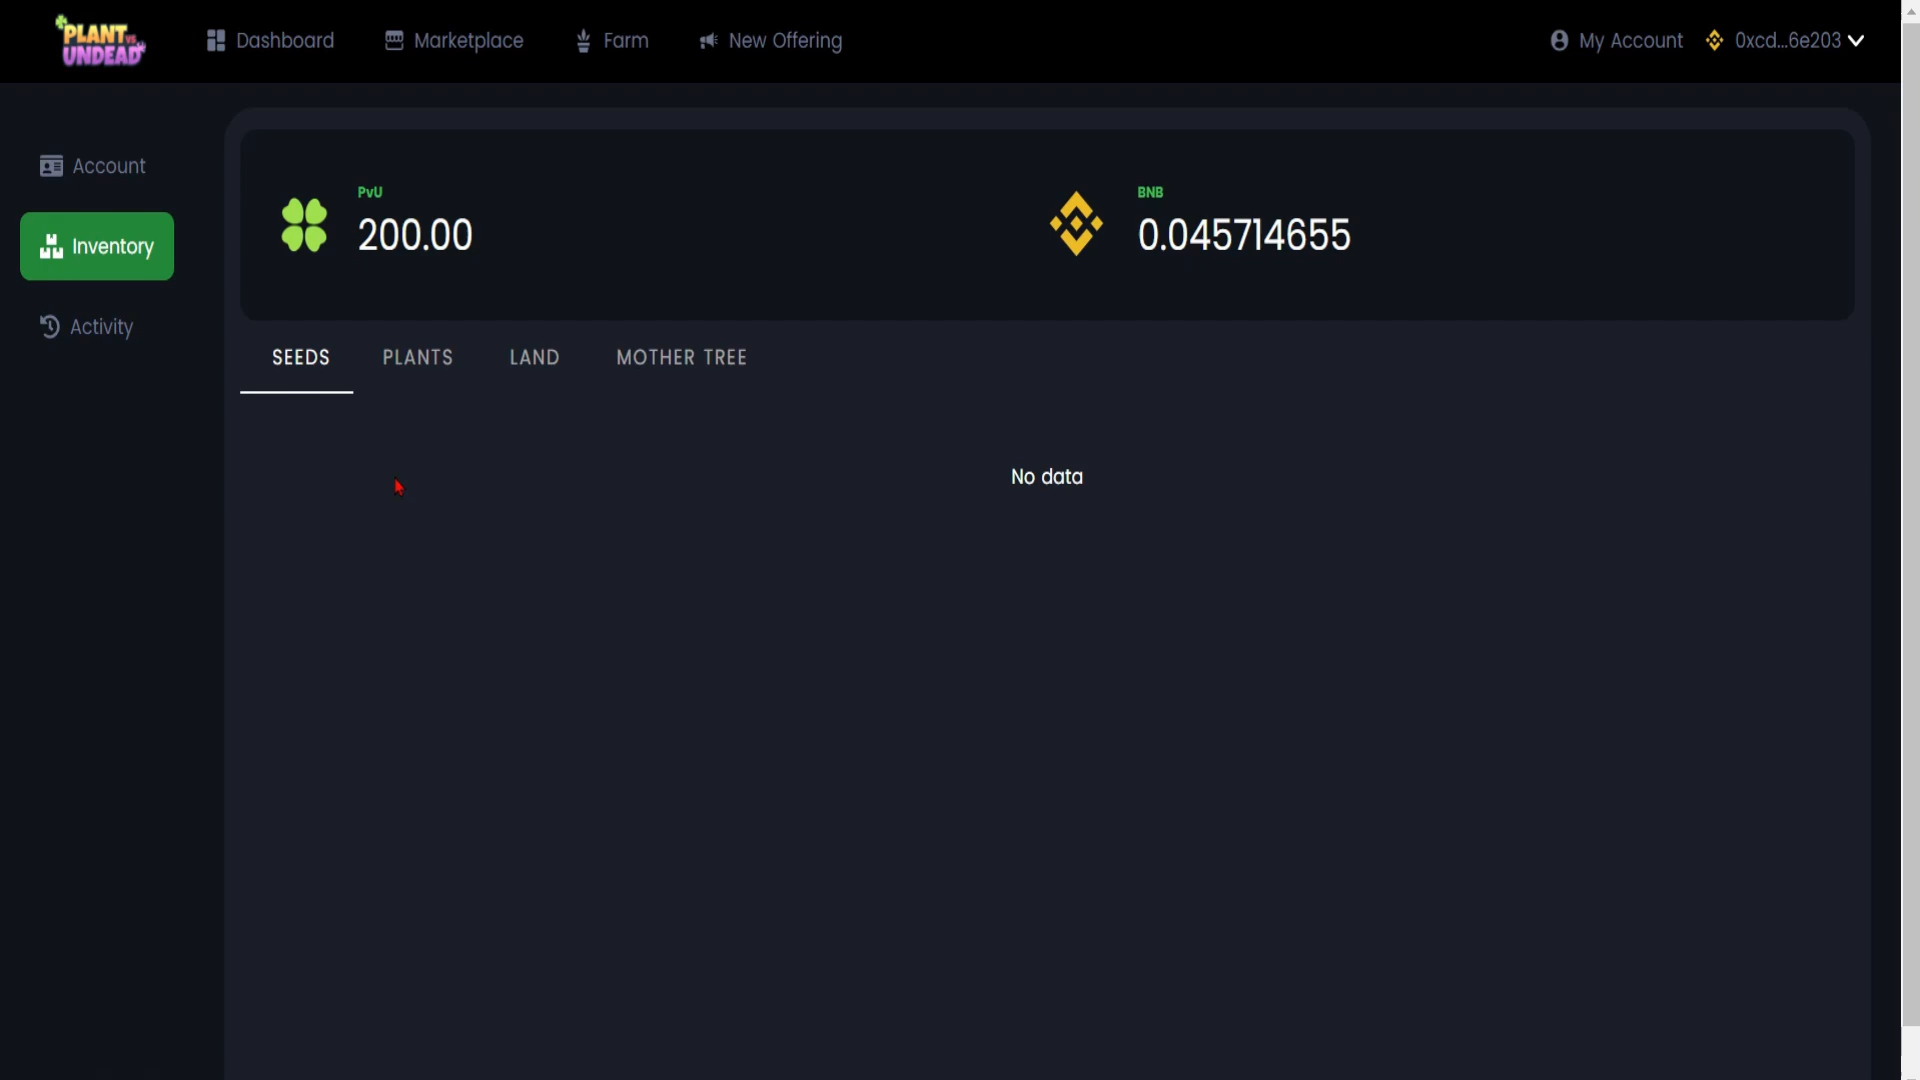 PLANT VS UNDEAD
Dashboard
Marketplace
Farm
New Offering
My Account
0xcd...6e203
Account
Inventory
Activity
PvU
200.00
BNB
0.045714655
SEEDS
PLANTS
LAND
MOTHER TREE
No data